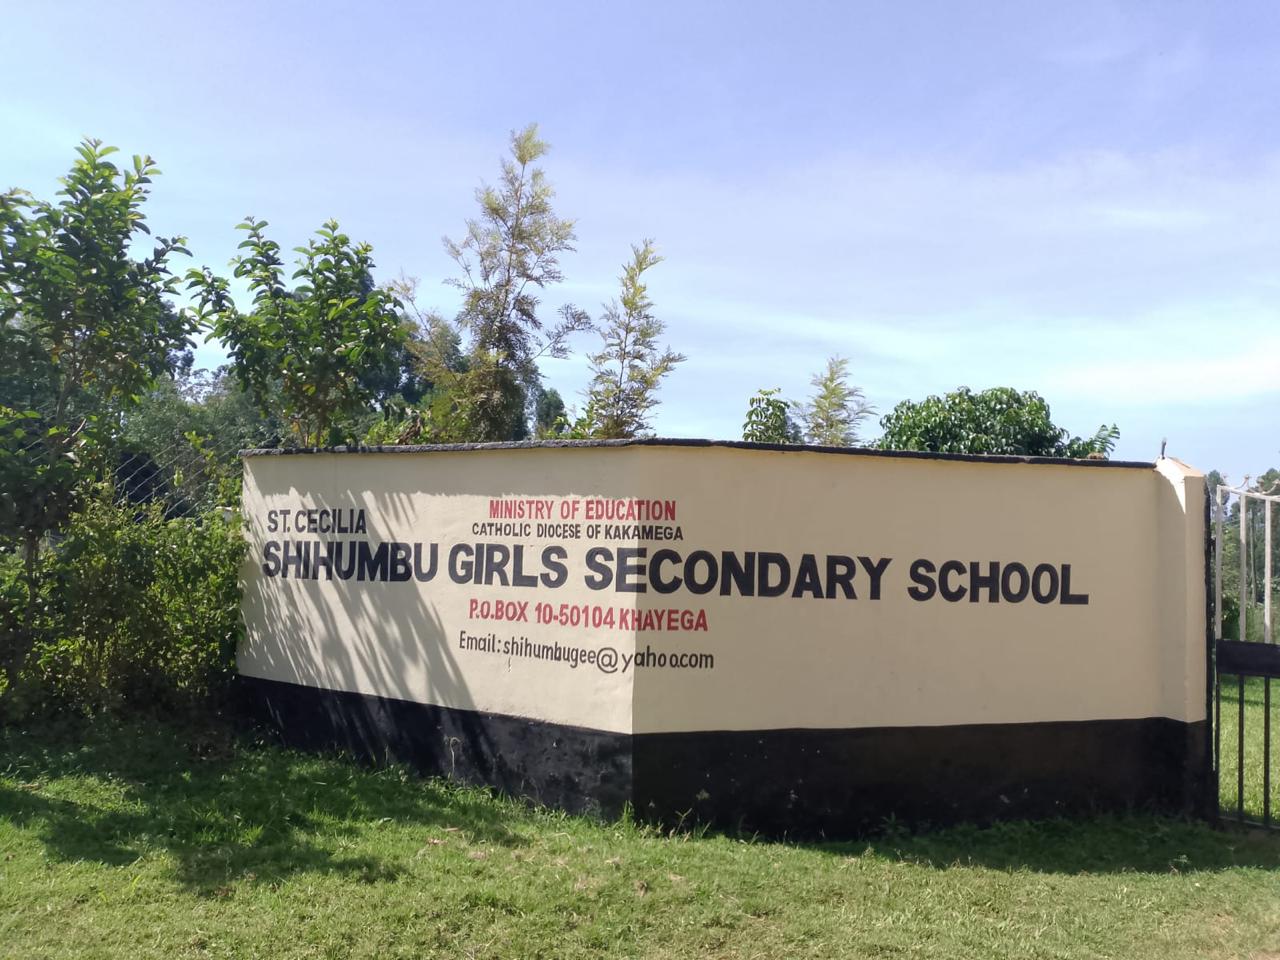 MINISTRY OF EDUCATION
ST. CECILIA
CATHOLIC DIOCESE OF KAKAMEGA
SHIHUMBU GIRLS SECONDARY SCHOOL
P.O.BOX 10-50104 KHAYEGA
Email: shihumbugee@yahoo.com